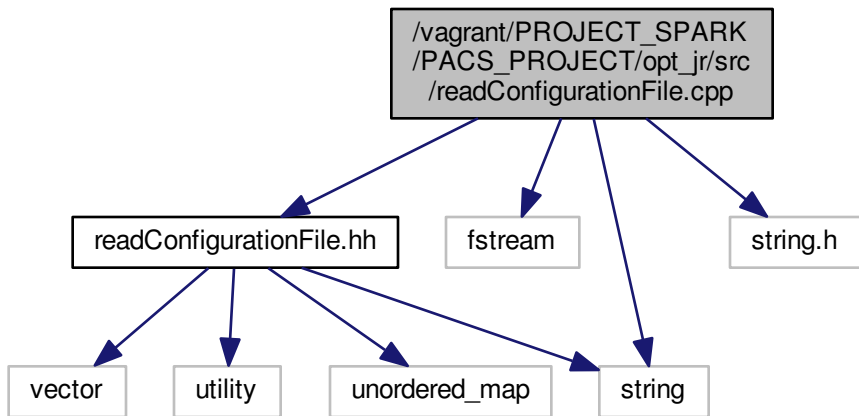 /vagrant/PROJECT_SPARK
/PACS_PROJECT/opt_jr/src
/readConfigurationFile.cpp
readConfigurationFile.hh
fstream
string.h
vector
utility
unordered_map
string